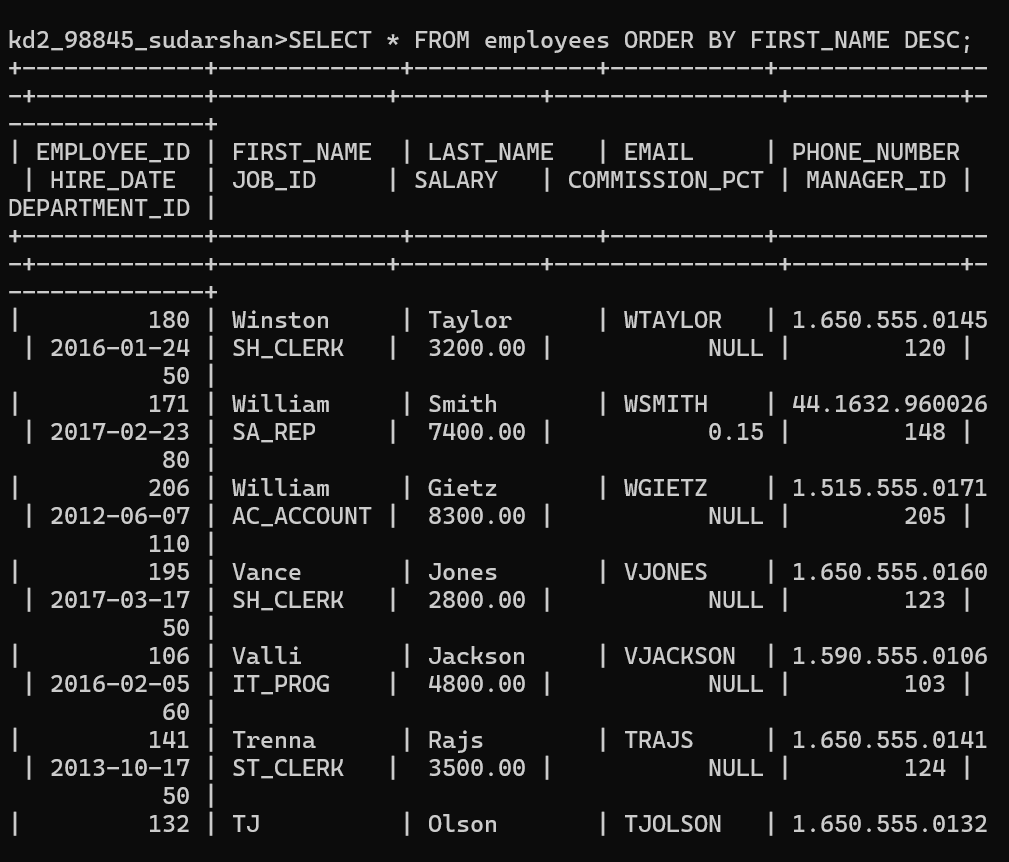 kd2_98845_sudarshan>SELECT * FROM employees ORDER BY FIRST_NAME DESC;
+-------------+-------------+-------------+-----------+---------------
-+------------+------------+----------+----------------+------------+-
--------------+
| EMPLOYEE_ID | FIRST_NAME  | LAST_NAME   | EMAIL     | PHONE_NUMBER
 | HIRE_DATE  | JOB_ID     | SALARY   | COMMISSION_PCT | MANAGER_ID |
DEPARTMENT_ID |
+-------------+-------------+-------------+-----------+---------------
-+------------+------------+----------+----------------+------------+-
--------------+
|         180 | Winston     | Taylor      | WTAYLOR   | 1.650.555.0145
 | 2016-01-24 | SH_CLERK   |  3200.00 |           NULL |        120 |
           50 |
|         171 | William     | Smith       | WSMITH    | 44.1632.960026
 | 2017-02-23 | SA_REP     |  7400.00 |           0.15 |        148 |
           80 |
|         206 | William     | Gietz       | WGIETZ    | 1.515.555.0171
 | 2012-06-07 | AC_ACCOUNT |  8300.00 |           NULL |        205 |
          110 |
|         195 | Vance       | Jones       | VJONES    | 1.650.555.0160
 | 2017-03-17 | SH_CLERK   |  2800.00 |           NULL |        123 |
           50 |
|         106 | Valli       | Jackson     | VJACKSON  | 1.590.555.0106
 | 2016-02-05 | IT_PROG    |  4800.00 |           NULL |        103 |
           60 |
|         141 | Trenna      | Rajs        | TRAJS     | 1.650.555.0141
 | 2013-10-17 | ST_CLERK   |  3500.00 |           NULL |        124 |
           50 |
|         132 | TJ          | Olson       | TJOLSON   | 1.650.555.0132